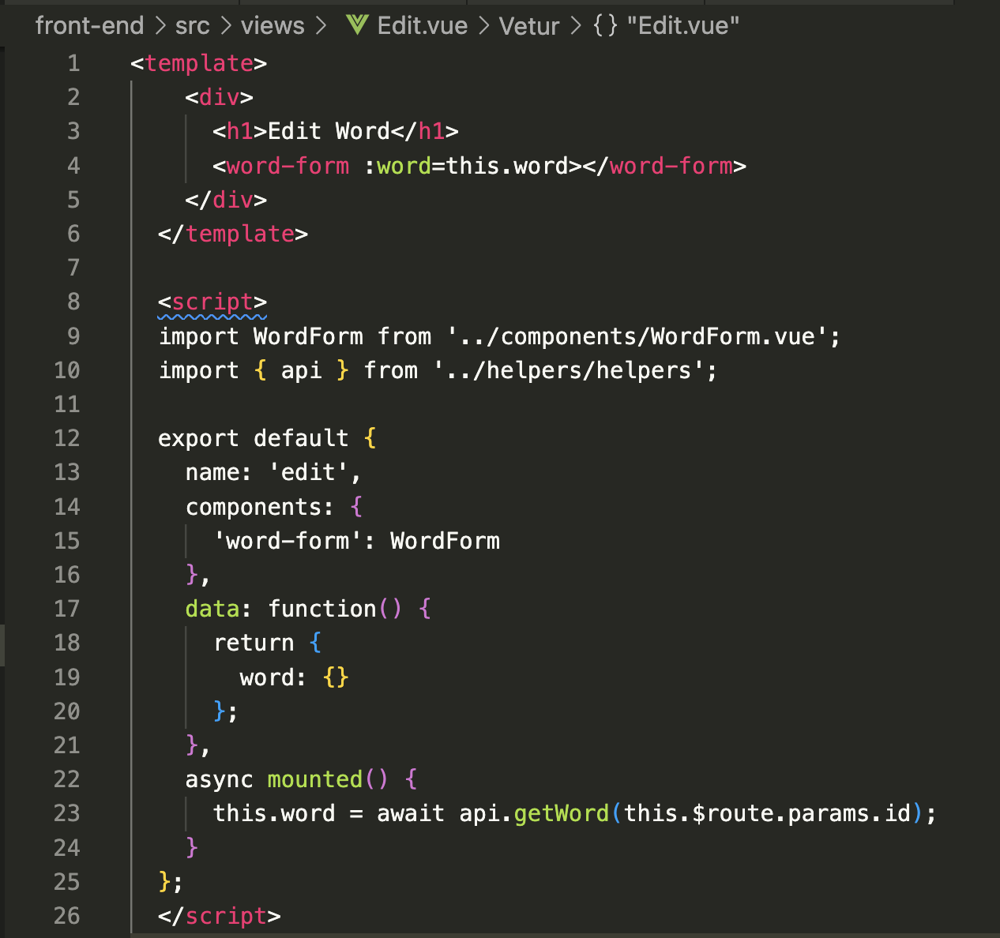 front-end > src > views > Edit.vue > Vetur > {} "Edit.vue"
1 <template>
2 <div>
3 <h1>Edit Word</h1>
4 <word-form :word=this.word></word-form>
5 </div>
6 </template>
7
8 <script>
9 import WordForm from '../components/WordForm.vue';
10 import { api } from '../helpers/helpers';
11
12 export default {
13 name: 'edit',
14 components: {
15 'word-form': WordForm
16 },
17 data: function() {
18 return {
19 word: {}
20 };
21 },
22 async mounted() {
23 this.word = await api.getWord(this.$route.params.id);
24 }
25 };
26 </script>